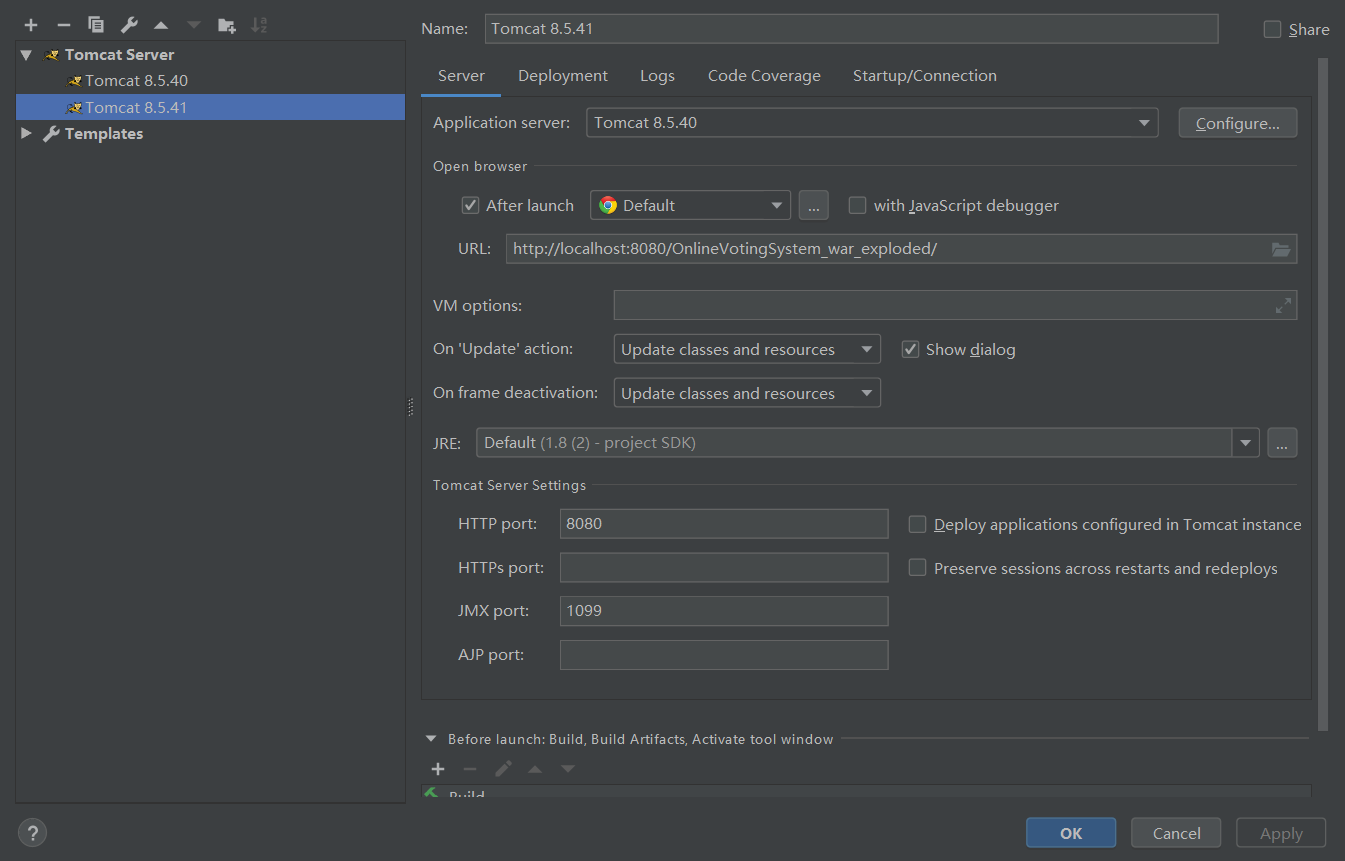 Tomcat Server
Tomcat 8.5.40
Tomcat 8.5.41
Templates
Name: Tomcat 8.5.41 Share
Server Deployment Logs Code Coverage Startup/Connection
Application server: Tomcat 8.5.40 Configure...
Open browser
After launch Default ... with JavaScript debugger
URL: http://localhost:8080/OnlineVotingSystem_war_exploded/
VM options:
On 'Update' action: Update classes and resources Show dialog
On frame deactivation: Update classes and resources
JRE: Default (1.8 (2) - project SDK) ...
Tomcat Server Settings
HTTP port: 8080 Deploy applications configured in Tomcat instance
HTTPs port: Preserve sessions across restarts and redeploys
JMX port: 1099
AJP port:
Before launch: Build, Build Artifacts, Activate tool window
Build
? OK Cancel Apply